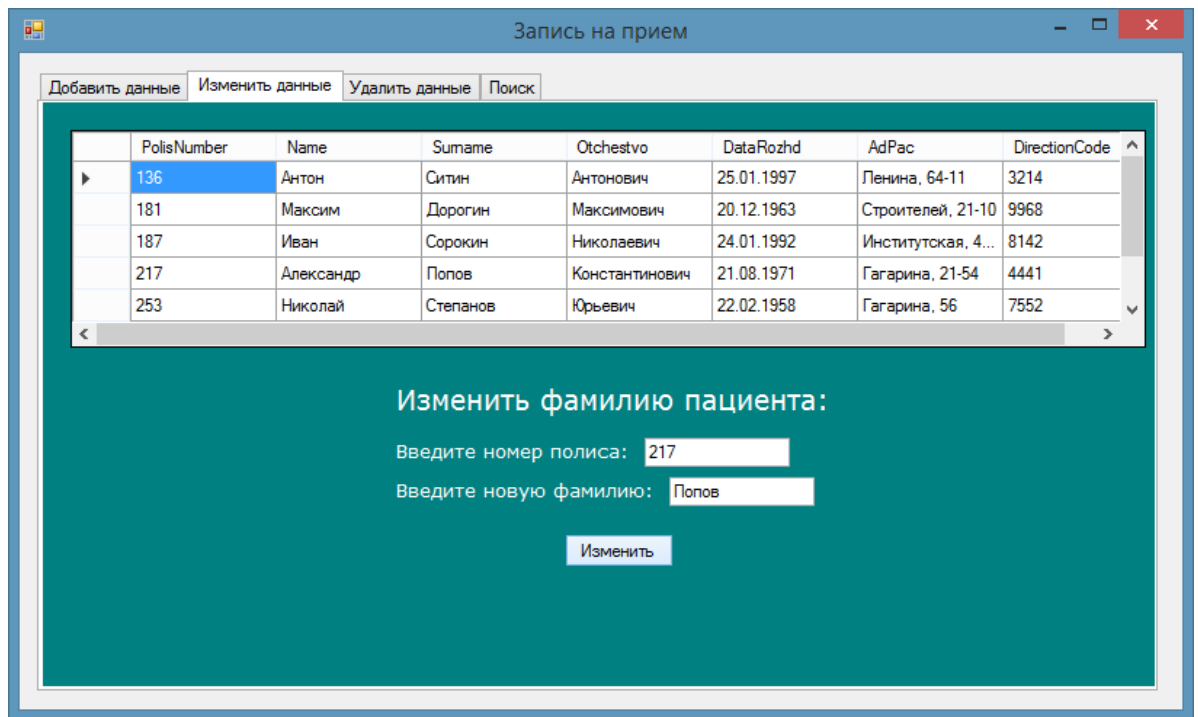 Запись на прием
Добавить данные Изменить данные Удалить данные Поиск
PolisNumber Name Surname Otchestvo DataRozhd AdPac DirectionCode
136 Антон Ситин Антонович 25.01.1997 Ленина, 64-11 3214
181 Максим Дорогин Максимович 20.12.1963 Строителей, 21-10 9968
187 Иван Сорокин Николаевич 24.01.1992 Институтская, 4... 8142
217 Александр Попов Константинович 21.08.1971 Гагарина, 21-54 4441
253 Николай Степанов Юрьевич 22.02.1958 Гагарина, 56 7552
Изменить фамилию пациента:
Введите номер полиса: 217
Введите новую фамилию: Попов
Изменить